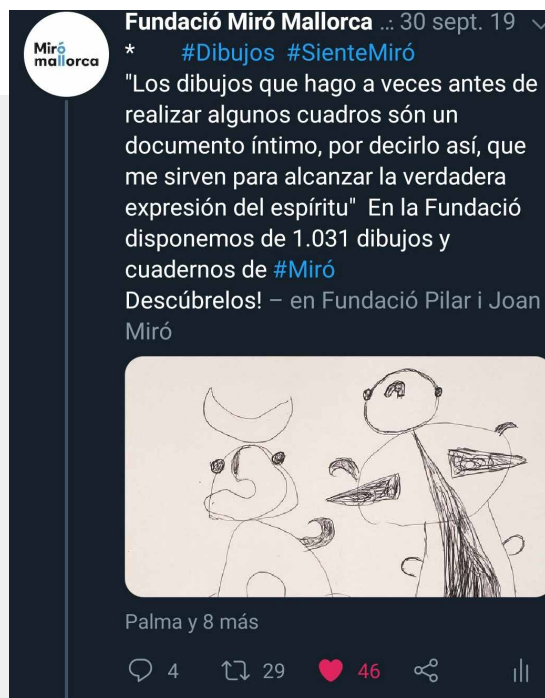 Miró
mallorca
Fundació Miró Mallorca ..: 30 sept. 19
* #Dibujos #SienteMiró
"Los dibujos que hago a veces antes de
realizar algunos cuadros són un
documento íntimo, por decirlo así, que
me sirven para alcanzar la verdadera
expresión del espíritu" En la Fundació
disponemos de 1.031 dibujos y
cuadernos de #Miró
Descúbrelos! – en Fundació Pilar i Joan
Miró
Palma y 8 más
4 29 46